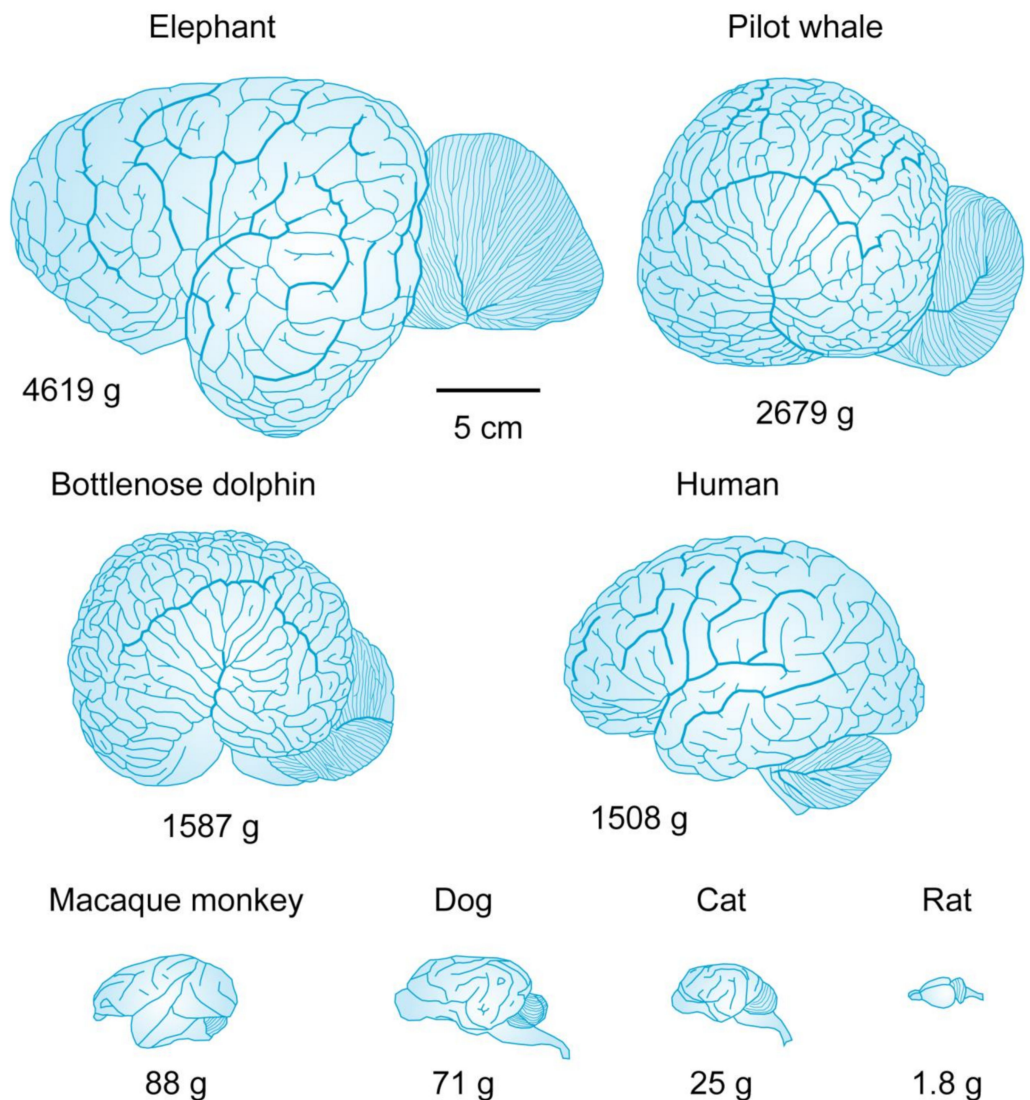 Elephant
Pilot whale
4619 g
5 cm
2679 g
Bottlenose dolphin
Human
1587 g
1508 g
Macaque monkey
Dog
Cat
Rat
88 g
71 g
25 g
1.8 g